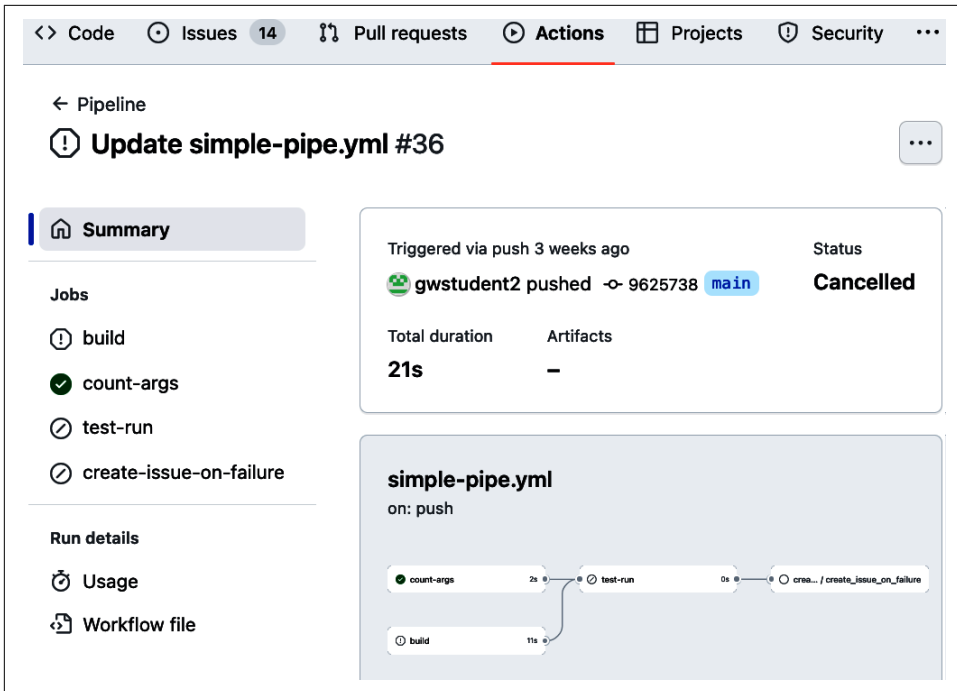 Code Issues 14 Pull requests Actions Projects Security ...
Pipeline
Update simple-pipe.yml #36
...
Summary
Jobs
build
count-args
test-run
create-issue-on-failure
Run details
Usage
Workflow file
Triggered via push 3 weeks ago
gwstudent2 pushed 9625738 main
Status
Cancelled
Total duration
21s
Artifacts
–
simple-pipe.yml
on: push
count-args 2s
test-run 0s
crea... / create_issue_on_failure
build 11s